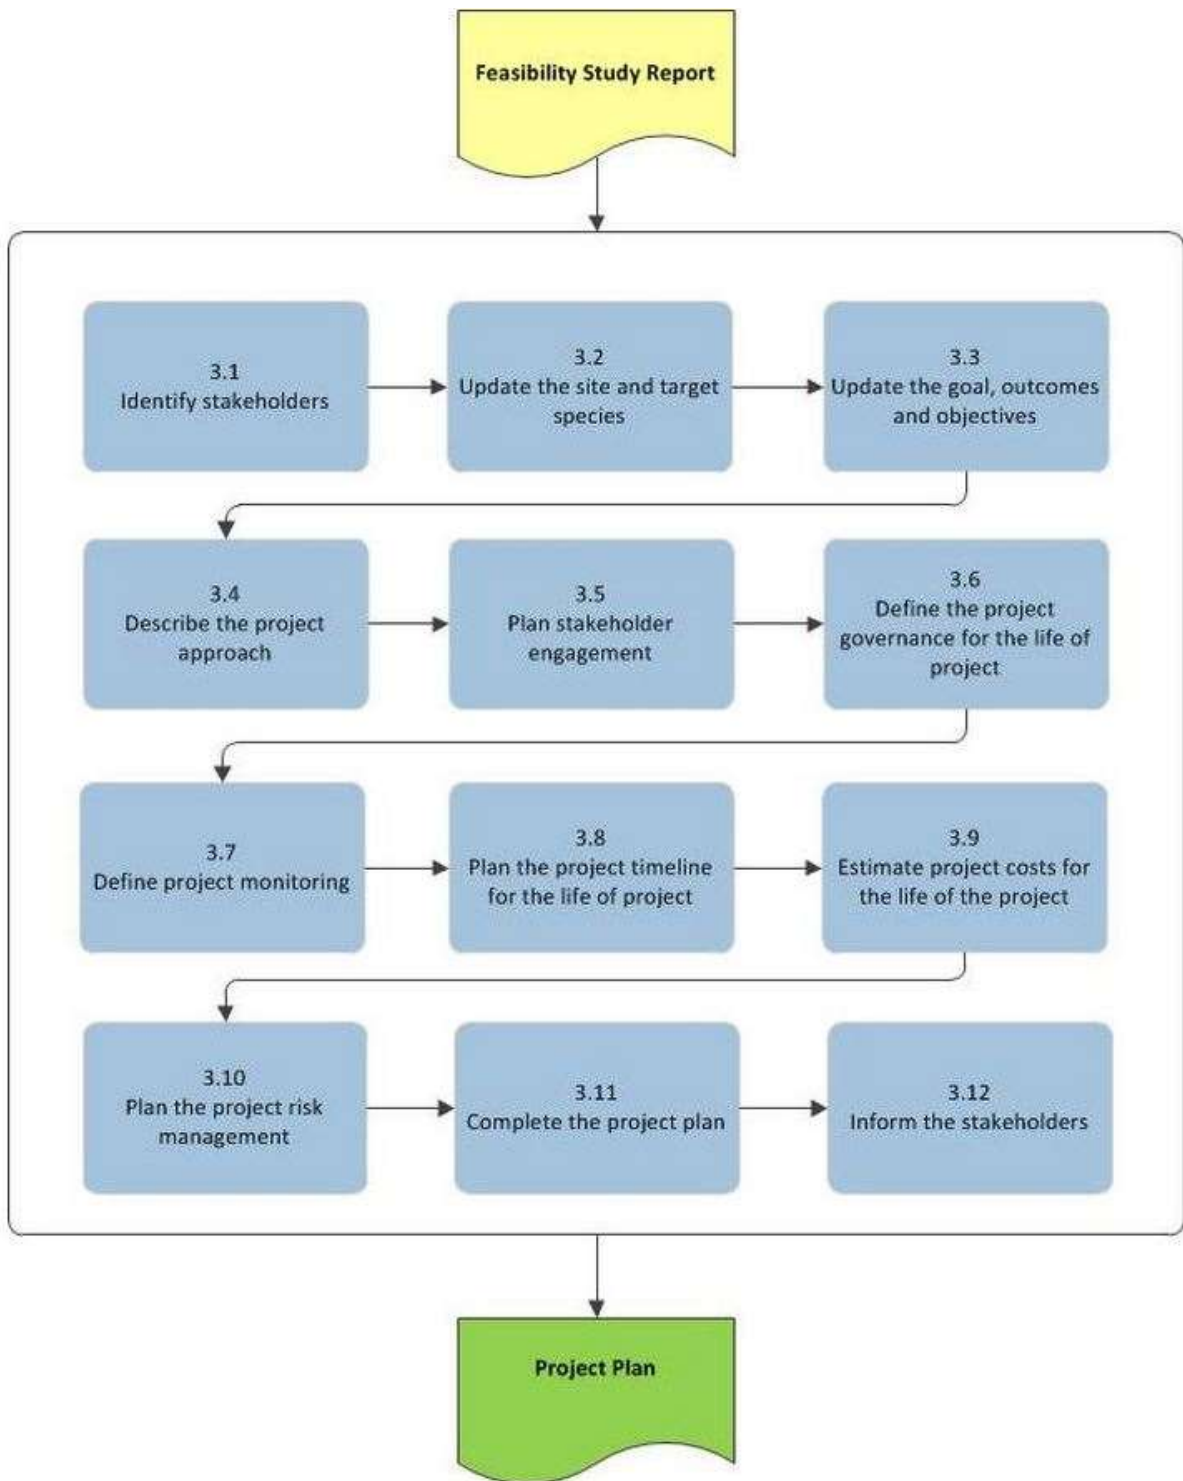 Feasibility Study Report
3.1
Identify stakeholders
3.2
Update the site and target
species
3.3
Update the goal, outcomes
and objectives
3.4
Describe the project
approach
3.5
Plan stakeholder
engagement
3.6
Define the project
governance for the life of
project
3.7
Define project monitoring
3.8
Plan the project timeline
for the life of project
3.9
Estimate project costs for
the life of the project
3.10
Plan the project risk
management
3.11
Complete the project plan
3.12
Inform the stakeholders
Project Plan